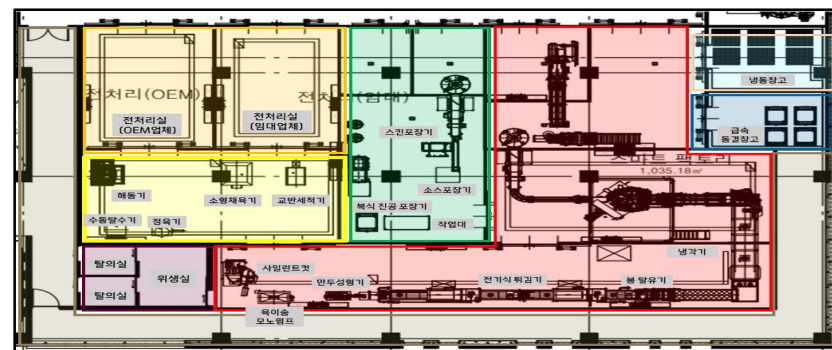 전처리(OEM)
전처리(임대)
전처리실
(OEM업체)
전처리실
(임대업체)
스킨포장기
냉동창고
급속
동결창고
스마트 팩토리
1,035.18㎡
해동기
소형채육기
교반세척기
소스포장기
수동탈수기
정육기
복식 진공 포장기
작업대
탈의실
위생실
탈의실
사일런트컷
만두성형기
전기식 튀김기
봉 탈유기
냉각기
육이송
모노펌프